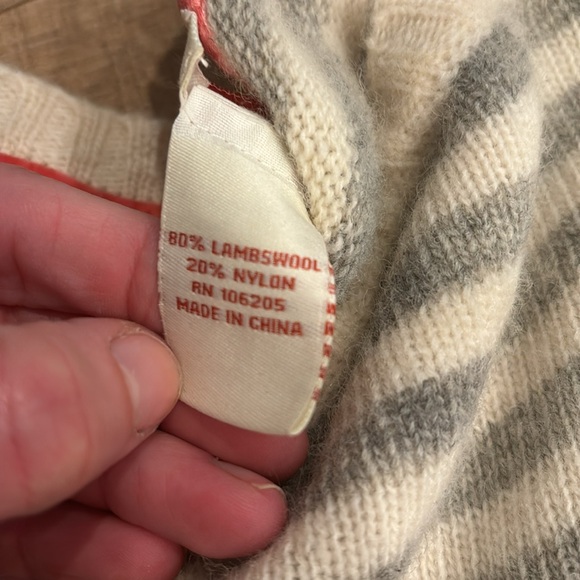 80% LAMBSWOOL
20% NYLON
RN 106205
MADE IN CHINA